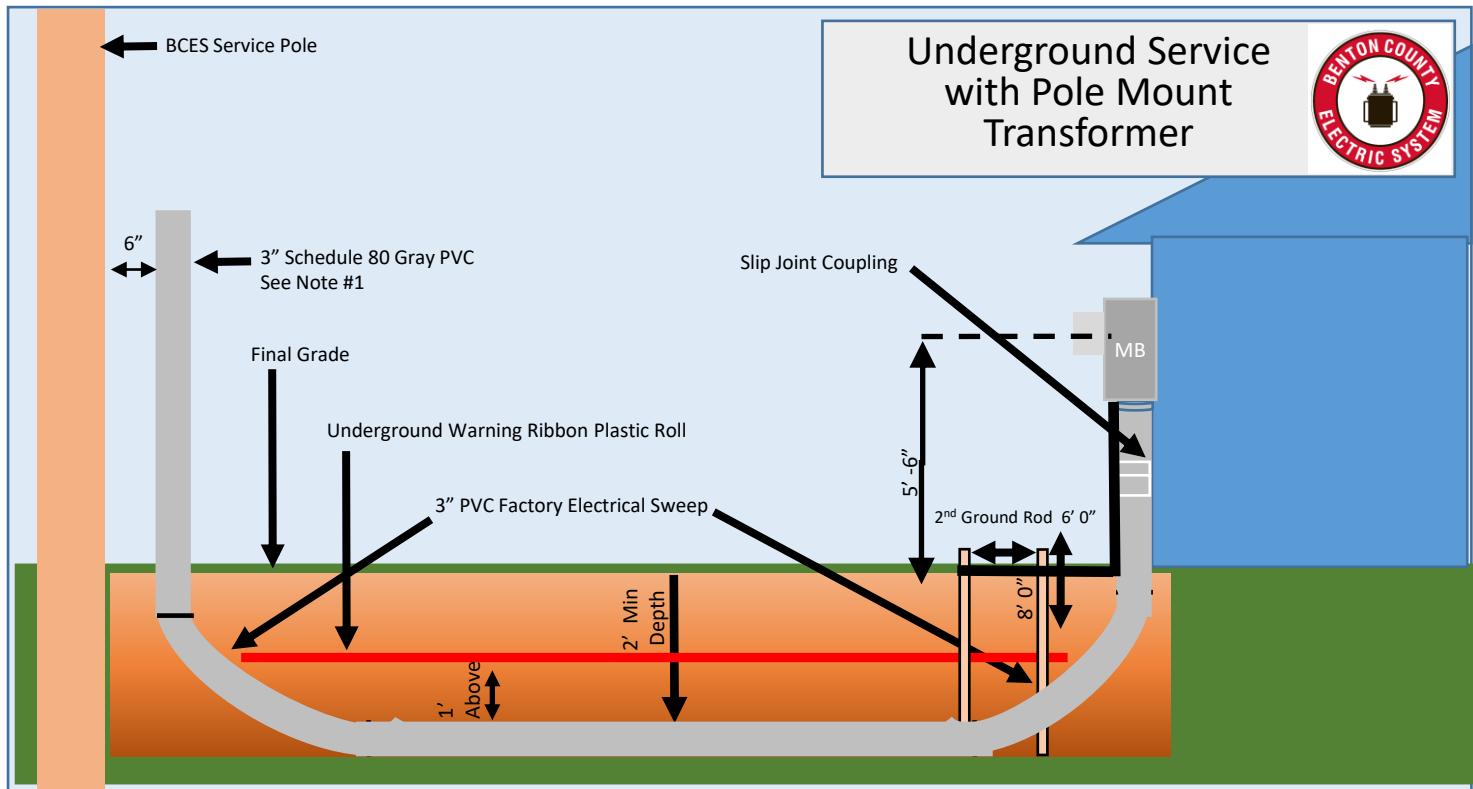 BCES Service Pole
Underground Service
with Pole Mount
Transformer
BENTON COUNTY
ELECTRIC SYSTEM
6”
3” Schedule 80 Gray PVC
See Note #1
Slip Joint Coupling
MB
Final Grade
Underground Warning Ribbon Plastic Roll
5’ -6”
3” PVC Factory Electrical Sweep
2nd Ground Rod 6’ 0”
2’ Min
Depth
8’ 0”
1’
Above